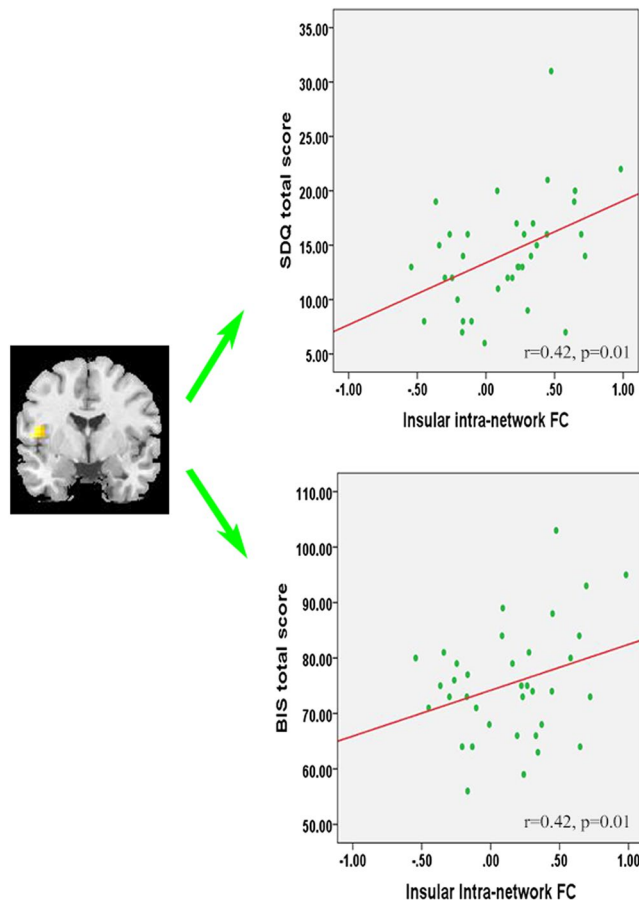 35.00
30.00
25.00
20.00
15.00
10.00
5.00
SDQ total score
r=0.42, p=0.01
-1.00 -.50 .00 .50 1.00
Insular intra-network FC
110.00
100.00
90.00
80.00
70.00
60.00
50.00
BIS total score
r=0.42, p=0.01
-1.00 -.50 .00 .50 1.00
Insular Intra-network FC